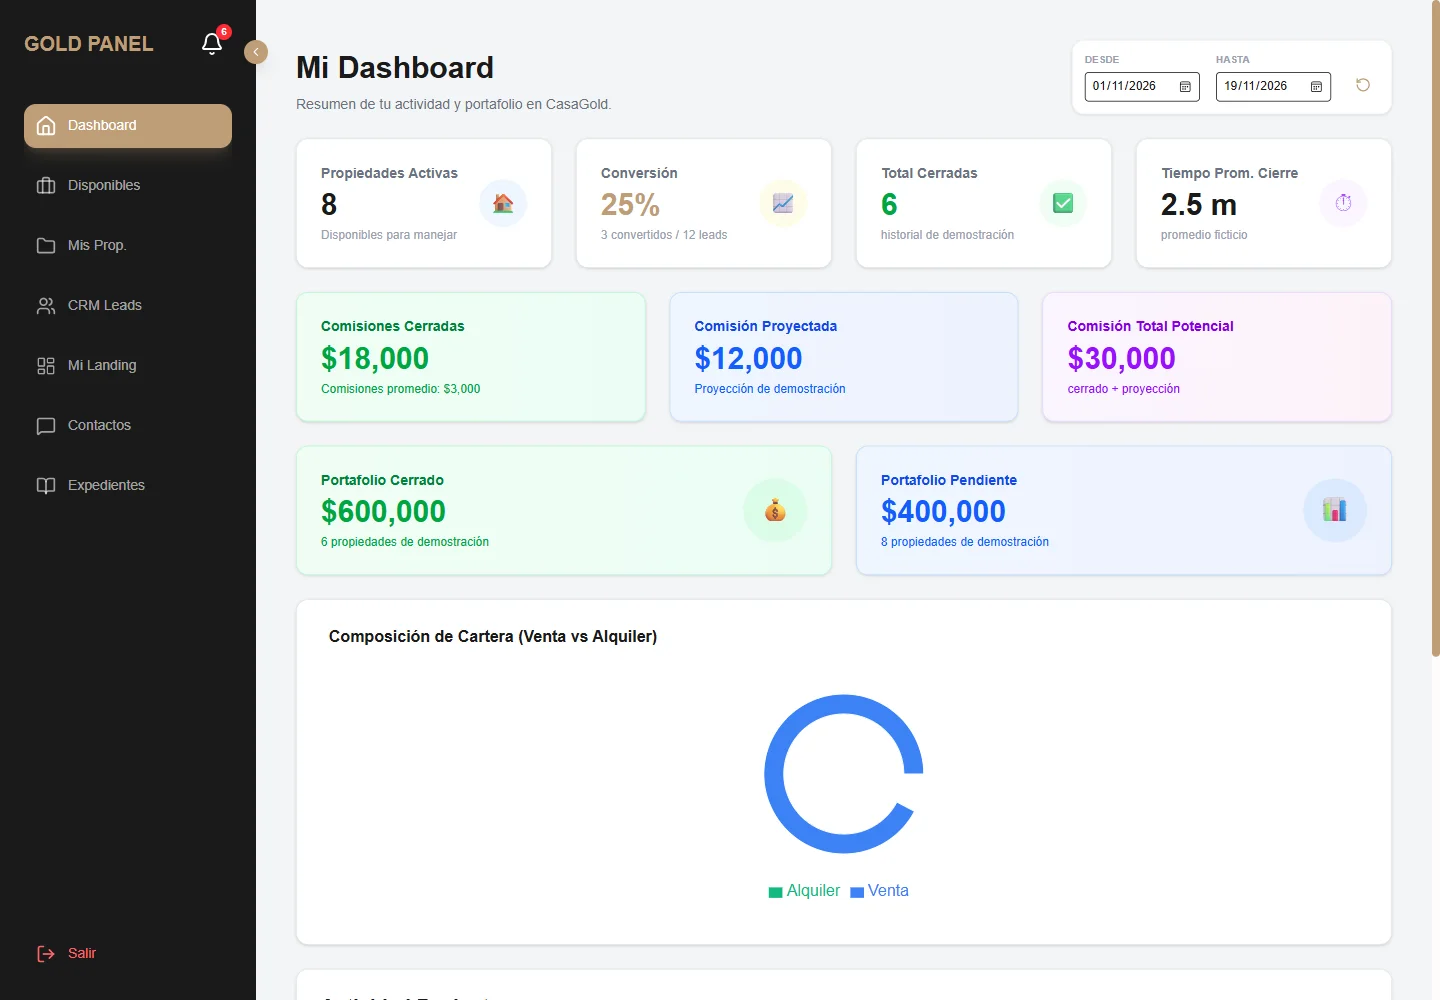 GOLD PANEL
6
Dashboard
Disponibles
Mis Prop.
CRM Leads
Mi Landing
Contactos
Expedientes
Salir
Mi Dashboard
Resumen de tu actividad y portafolio en CasaGold.
DESDE
01/11/2026
HASTA
19/11/2026
Propiedades Activas
8
Disponibles para manejar
Conversión
25%
3 convertidos / 12 leads
Total Cerradas
6
historial de demostración
Tiempo Prom. Cierre
2.5 m
promedio ficticio
Comisiones Cerradas
$18,000
Comisiones promedio: $3,000
Comisión Proyectada
$12,000
Proyección de demostración
Comisión Total Potencial
$30,000
cerrado + proyección
Portafolio Cerrado
$600,000
6 propiedades de demostración
Portafolio Pendiente
$400,000
8 propiedades de demostración
Composición de Cartera (Venta vs Alquiler)
Alquiler
Venta